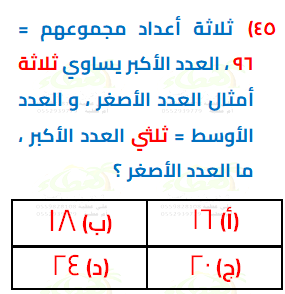 ٤٥) ثلاثة أعداد مجموعهم =
٩٦ ، العدد الأكبر يساوي ثلاثة
أمثال العدد الأصغر ، و العدد
الأوسط = ثلثي العدد الأكبر ،
ما العدد الأصغر ؟
(أ) ١٦ (ب) ١٨
(ج) ٢٠ (د) ٢٤